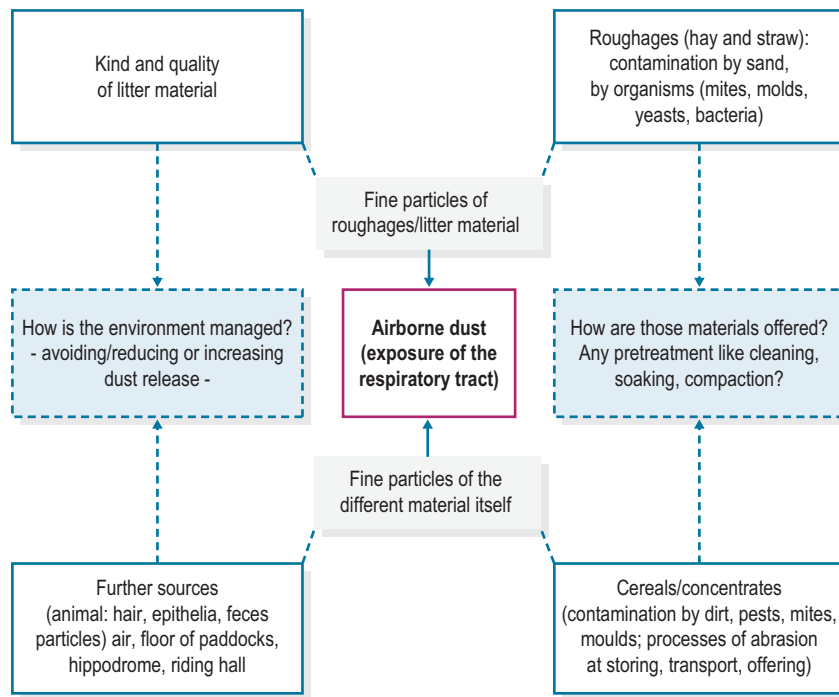 Kind and quality
of litter material
Roughages (hay and straw):
contamination by sand,
by organisms (mites, molds,
yeasts, bacteria)
Fine particles of
roughages/litter material
How is the environment managed?
- avoiding/reducing or increasing
dust release -
Airborne dust
(exposure of the
respiratory tract)
How are those materials offered?
Any pretreatment like cleaning,
soaking, compaction?
Fine particles of the
different material itself
Further sources
(animal: hair, epithelia, feces
particles) air, floor of paddocks,
hippodrome, riding hall
Cereals/concentrates
(contamination by dirt, pests, mites,
moulds; processes of abrasion
at storing, transport, offering)